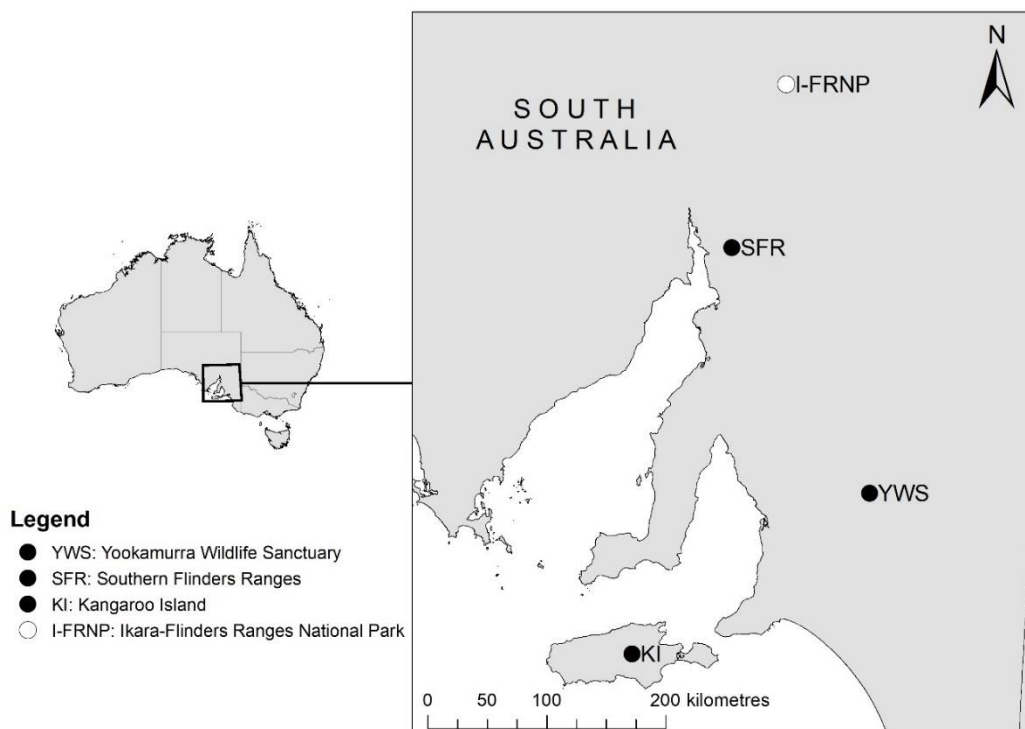 N
I-FRNP
SOUTH
AUSTRALIA
SFR
YWS
KI
0 50 100 200 kilometres
Legend
YWS: Yookamurra Wildlife Sanctuary
SFR: Southern Flinders Ranges
KI: Kangaroo Island
I-FRNP: Ikara-Flinders Ranges National Park